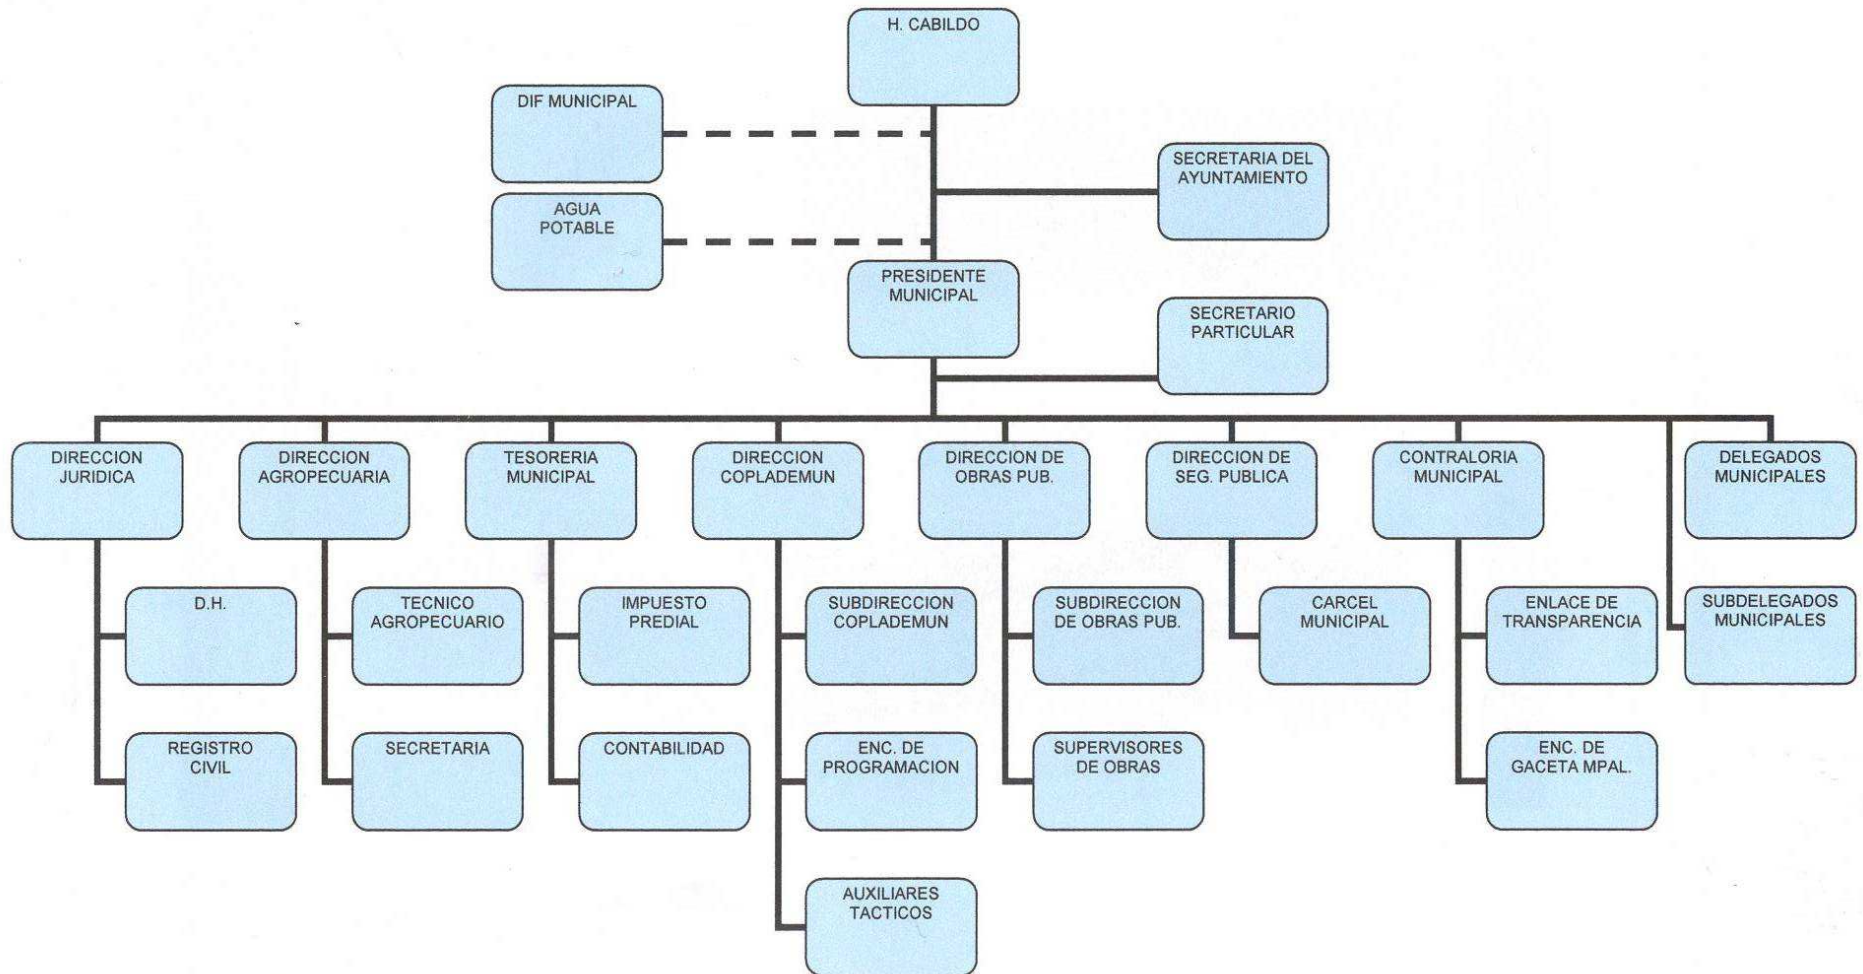 H. CABILDO
DIF MUNICIPAL
SECRETARIA DEL
AYUNTAMIENTO
AGUA
POTABLE
PRESIDENTE
MUNICIPAL
SECRETARIO
PARTICULAR
DIRECCION
JURIDICA
DIRECCION
AGROPECUARIA
TESORERIA
MUNICIPAL
DIRECCION
COPLADEMUN
DIRECCION DE
OBRAS PUB.
DIRECCION DE
SEG. PUBLICA
CONTRALORIA
MUNICIPAL
DELEGADOS
MUNICIPALES
D.H.
TECNICO
AGROPECUARIO
IMPUESTO
PREDIAL
SUBDIRECCION
COPLADEMUN
SUBDIRECCION
DE OBRAS PUB.
CARCEL
MUNICIPAL
ENLACE DE
TRANSPARENCIA
SUBDELEGADOS
MUNICIPALES
REGISTRO
CIVIL
SECRETARIA
CONTABILIDAD
ENC. DE
PROGRAMACION
SUPERVISORES
DE OBRAS
ENC. DE
GACETA MPAL.
AUXILIARES
TACTICOS